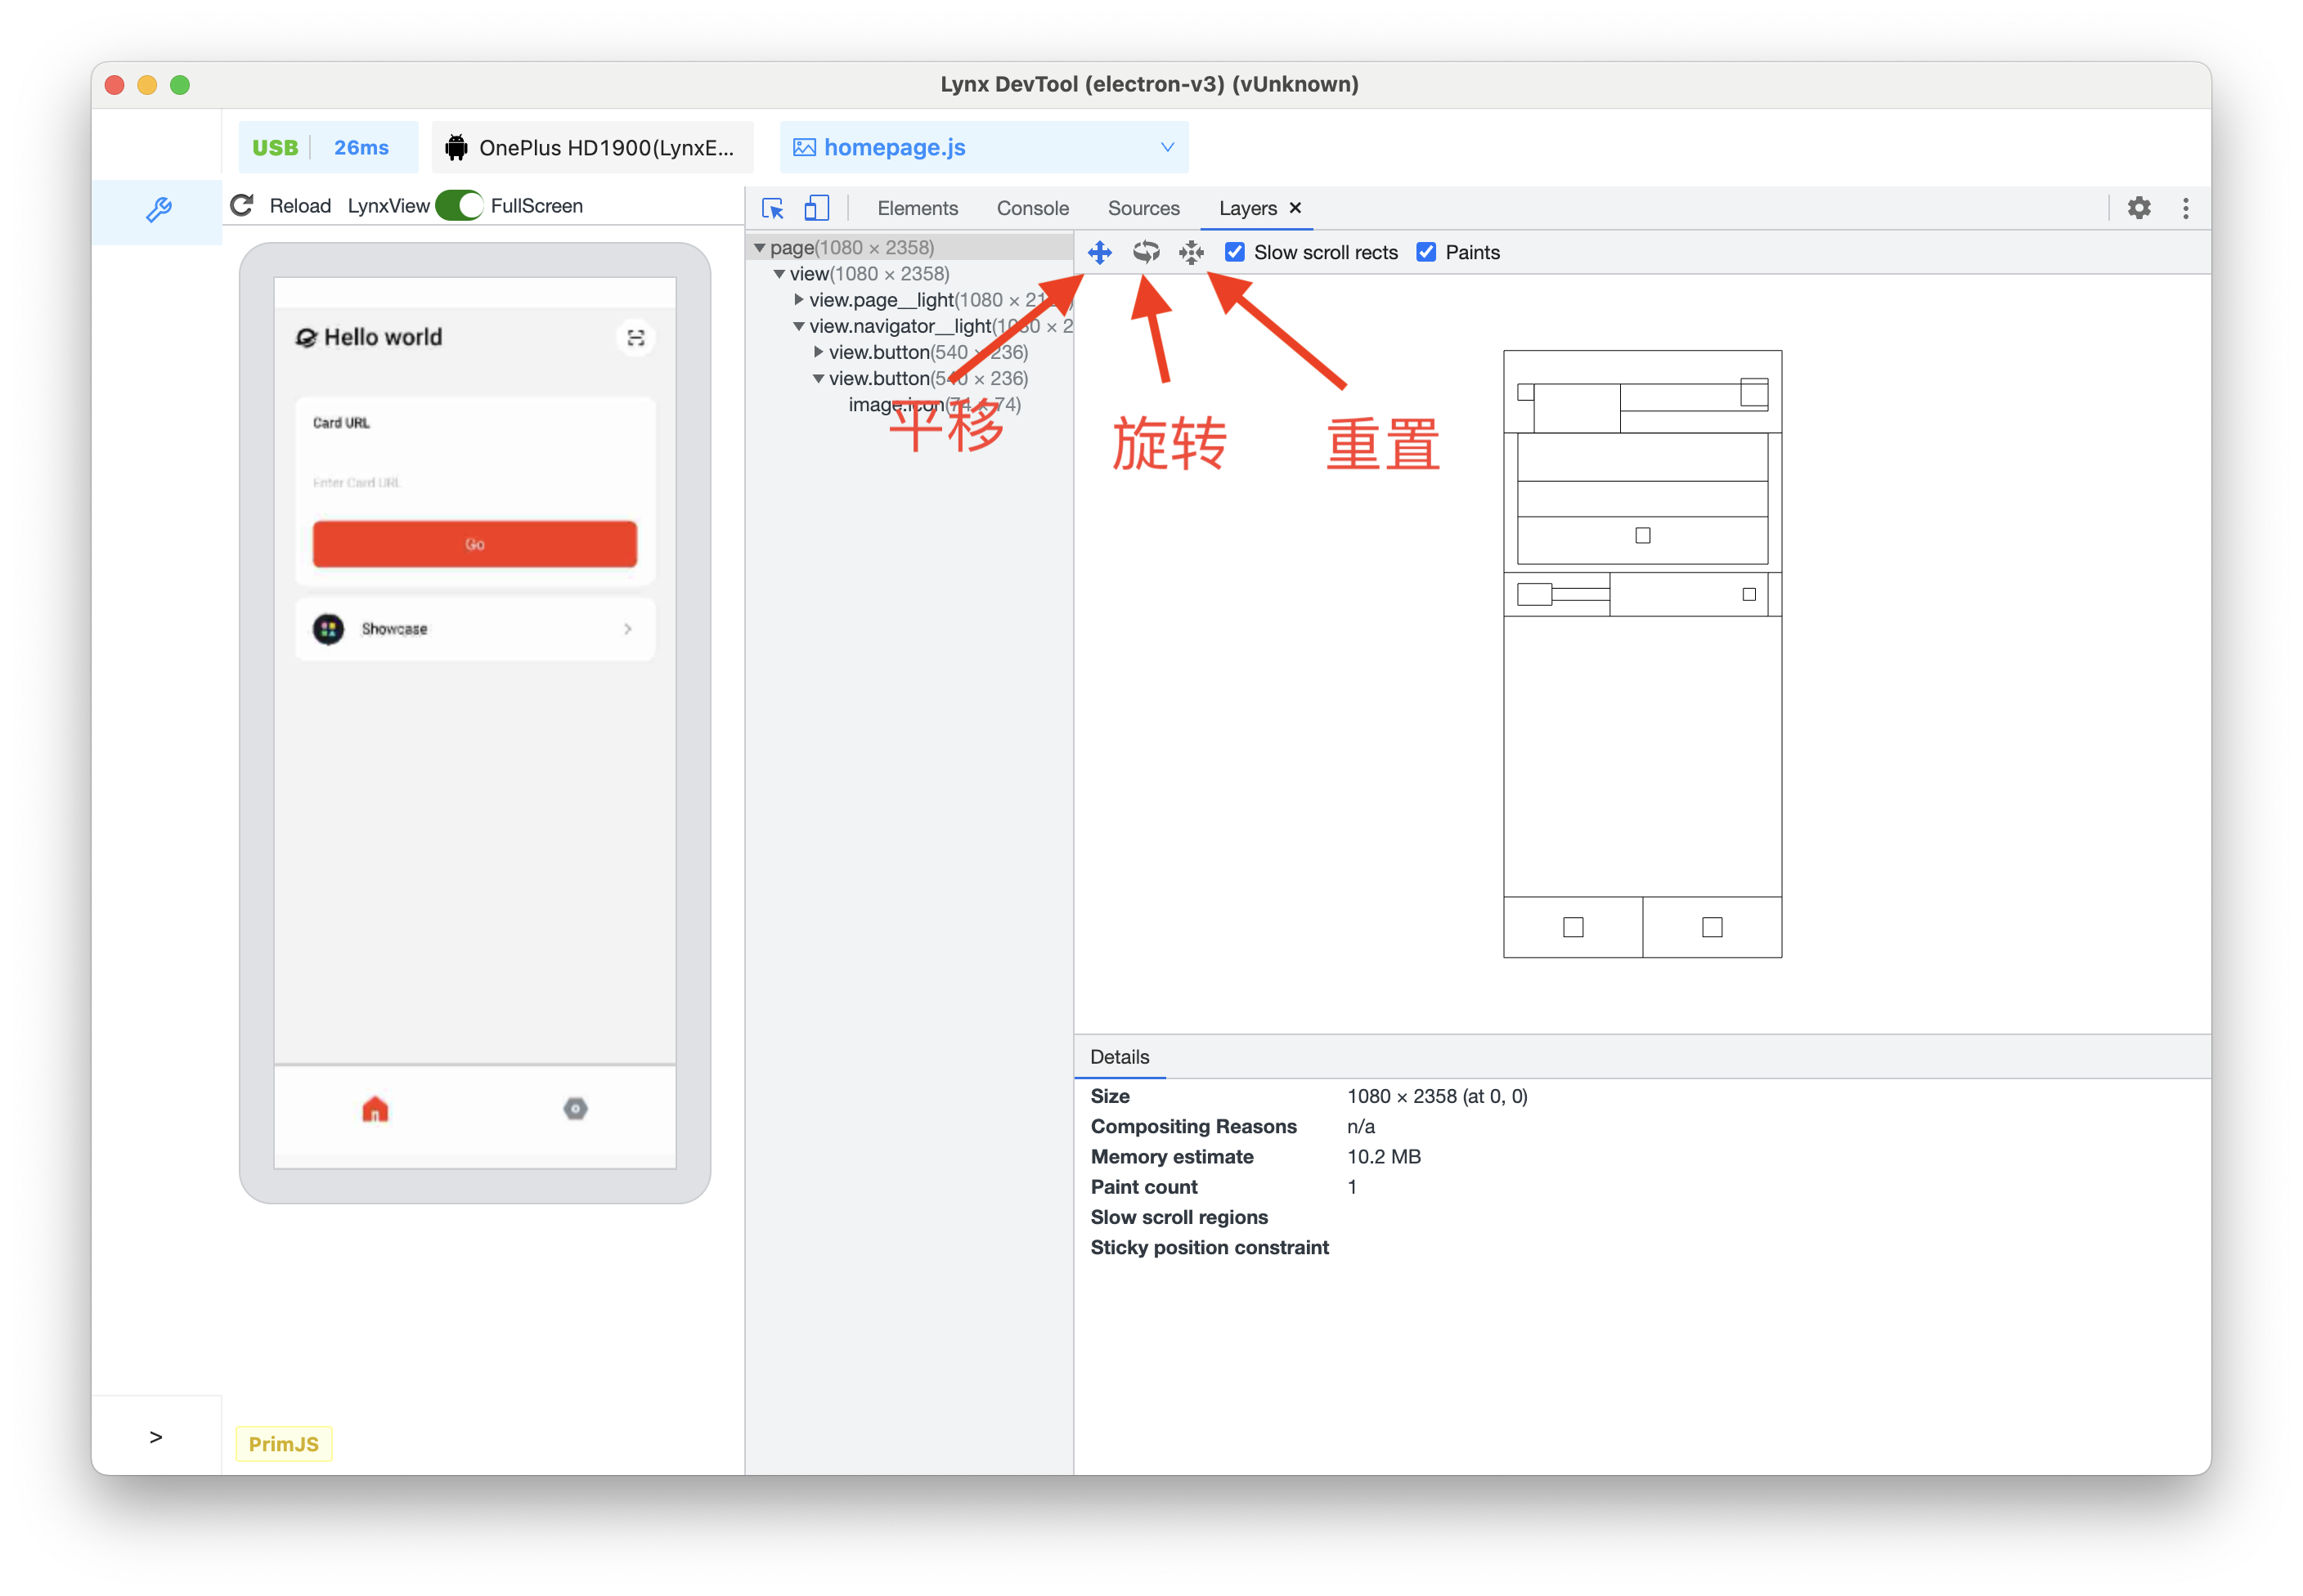 Lynx DevTool (electron-v3) (vUnknown)
USB 26ms OnePlus HD1900(LynxE... homepage.js
Reload LynxView FullScreen
Elements Console Sources Layers ×
Slow scroll rects Paints
page(1080 × 2358)
view(1080 × 2358)
view.page__light(1080 × 21
view.navigator__light(1080 × 2
view.button(540 × 236)
view.button(540 × 236)
image.icon(74 × 74)
平移
旋转
重置
Hello world
Card URL
Enter Card URL
Go
Showcase
Details
Size 1080 × 2358 (at 0, 0)
Compositing Reasons n/a
Memory estimate 10.2 MB
Paint count 1
Slow scroll regions
Sticky position constraint
>
PrimJS